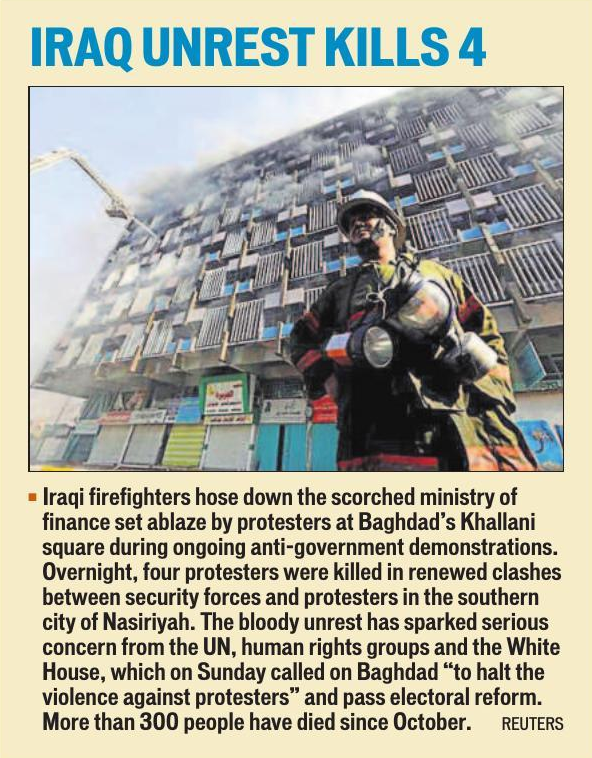 IRAQ UNREST KILLS 4
Iraqi firefighters hose down the scorched ministry of
finance set ablaze by protesters at Baghdad's Khallani
square during ongoing anti-government demonstrations.
Overnight, four protesters were killed in renewed clashes
between security forces and protesters in the southern
city of Nasiriyah. The bloody unrest has sparked serious
concern from the UN, human rights groups and the White
House, which on Sunday called on Baghdad “to halt the
violence against protesters” and pass electoral reform.
More than 300 people have died since October. REUTERS